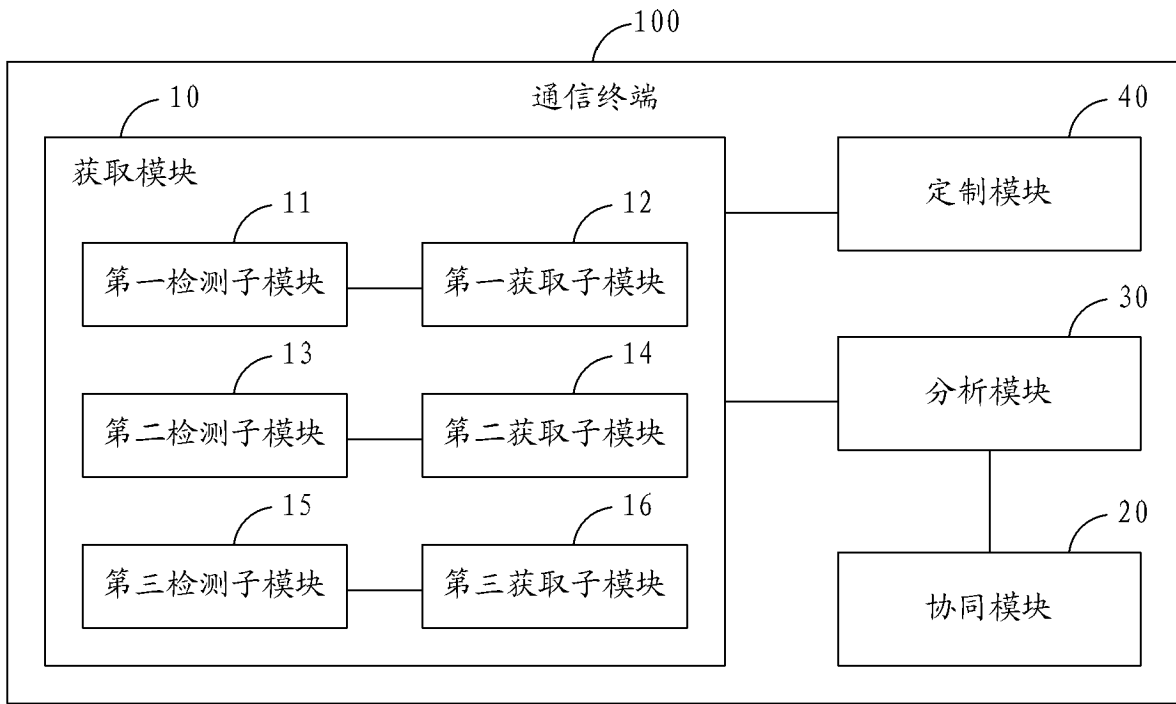 100
通信终端
10
40
获取模块
定制模块
11
12
第一检测子模块
第一获取子模块
30
分析模块
13
14
第二检测子模块
第二获取子模块
15
16
20
第三检测子模块
第三获取子模块
协同模块